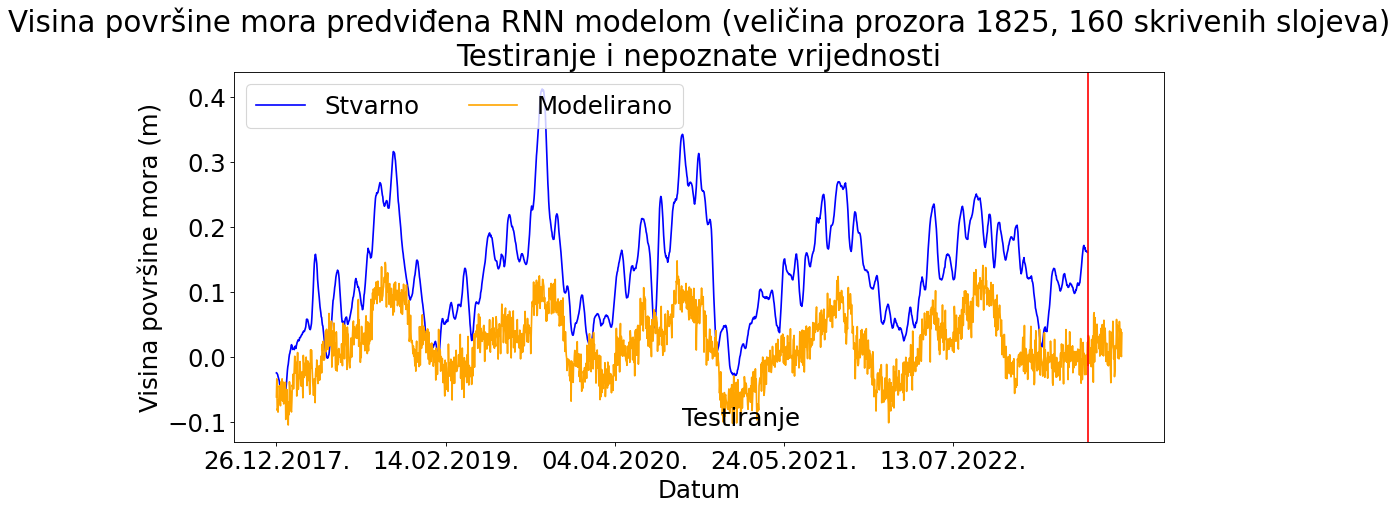 Visina površine mora predviđena RNN modelom (veličina prozora 1825, 160 skrivenih slojeva)
Testiranje i nepoznate vrijednosti
Stvarno
Modelirano
Visina površine mora (m)
0.4
0.3
0.2
0.1
0.0
−0.1
Testiranje
26.12.2017.
14.02.2019.
04.04.2020.
24.05.2021.
13.07.2022.
Datum